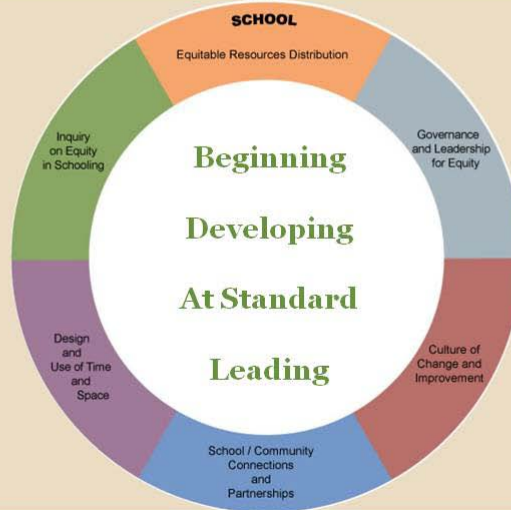 SCHOOL
Equitable Resources Distribution
Governance
and Leadership
for Equity
Culture of
Change and
Improvement
School / Community
Connections
and
Partnerships
Design
and
Use of Time
and
Space
Inquiry
on Equity
in Schooling
Beginning
Developing
At Standard
Leading